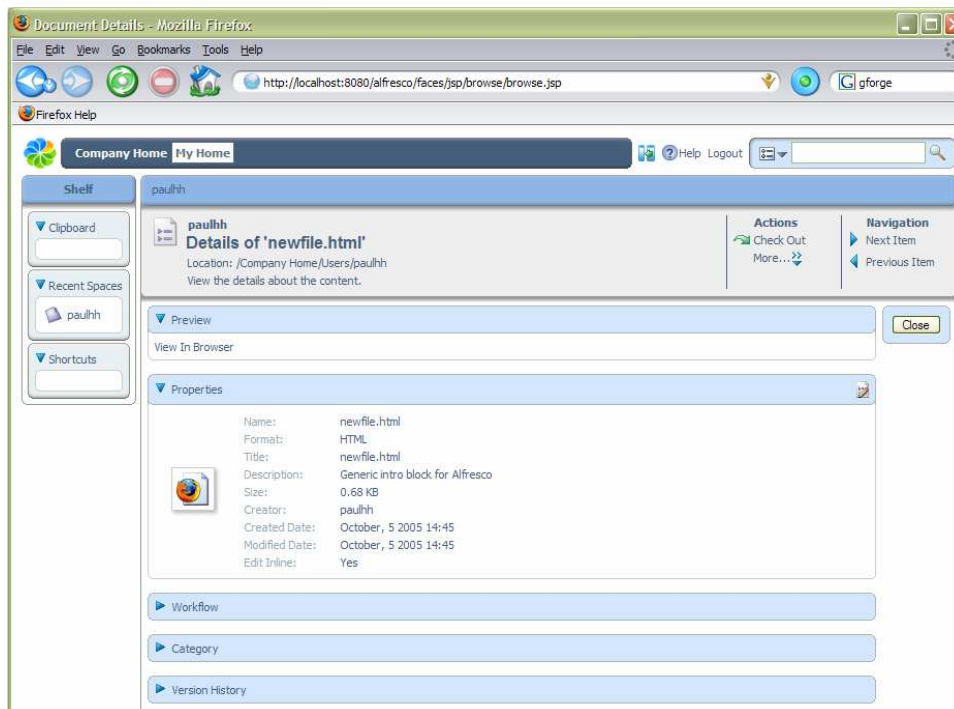 Document Details - Mozilla Firefox
File Edit View Go Bookmarks Tools Help
http://localhost:8080/alfresco/faces/jsp/browse/browse.jsp
G gforge
Firefox Help
Company Home My Home
Help Logout
Shelf
paulhh
Clipboard
Recent Spaces
paulhh
Shortcuts
paulhh
Details of 'newfile.html'
Location: /Company Home/Users/paulhh
View the details about the content.
Actions
Check Out
More...
Navigation
Next Item
Previous Item
Preview
View In Browser
Close
Properties
Name: newfile.html
Format: HTML
Title: newfile.html
Description: Generic intro block for Alfresco
Size: 0.68 KB
Creator: paulhh
Created Date: October, 5 2005 14:45
Modified Date: October, 5 2005 14:45
Edit Inline: Yes
Workflow
Category
Version History